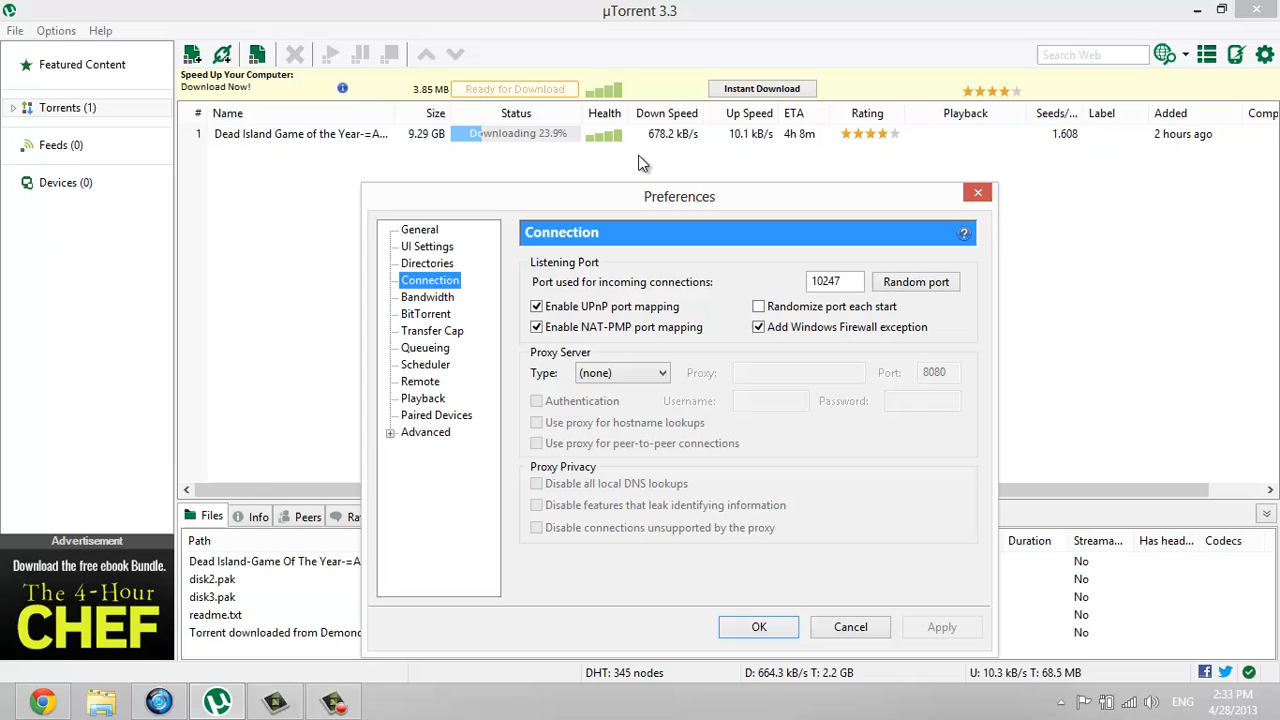 µTorrent 3.3
File Options Help
Featured Content
Torrents (1)
Feeds (0)
Devices (0)
Search Web
Speed Up Your Computer:
Download Now!
3.85 MB
Ready for Download
Instant Download
# Name Size Status Health Down Speed Up Speed ETA Rating Playback Seeds/... Label Added Comp
1 Dead Island Game of the Year-=A... 9.29 GB Downloading 23.9% 678.2 kB/s 10.1 kB/s 4h 8m 1.608 2 hours ago
Preferences
General
UI Settings
Directories
Connection
Bandwidth
BitTorrent
Transfer Cap
Queueing
Scheduler
Remote
Playback
Paired Devices
Advanced
Connection
Listening Port
Port used for incoming connections: 10247 Random port
Enable UPnP port mapping Randomize port each start
Enable NAT-PMP port mapping Add Windows Firewall exception
Proxy Server
Type: (none) Proxy: Port: 8080
Authentication Username: Password:
Use proxy for hostname lookups
Use proxy for peer-to-peer connections
Proxy Privacy
Disable all local DNS lookups
Disable features that leak identifying information
Disable connections unsupported by the proxy
OK Cancel Apply
Files Info Peers Ra
Path Duration Streama... Has head... Codecs
Dead Island-Game Of The Year-=A No
disk2.pak No
disk3.pak No
readme.txt No
Torrent downloaded from Demono No
Advertisement
Download the free ebook Bundle.
The 4-Hour
CHEF
DHT: 345 nodes D: 664.3 kB/s T: 2.2 GB U: 10.3 kB/s T: 68.5 MB
ENG
2:33 PM
4/28/2013